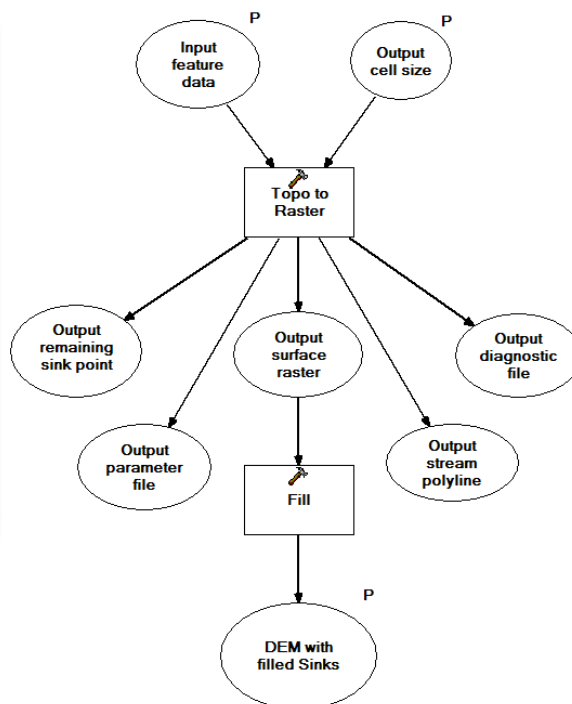 P
P
Input
feature
data
Output
cell size
Topo to
Raster
Output
remaining
sink point
Output
surface
raster
Output
diagnostic
file
Output
parameter
file
Output
stream
polyline
Fill
P
DEM with
filled Sinks